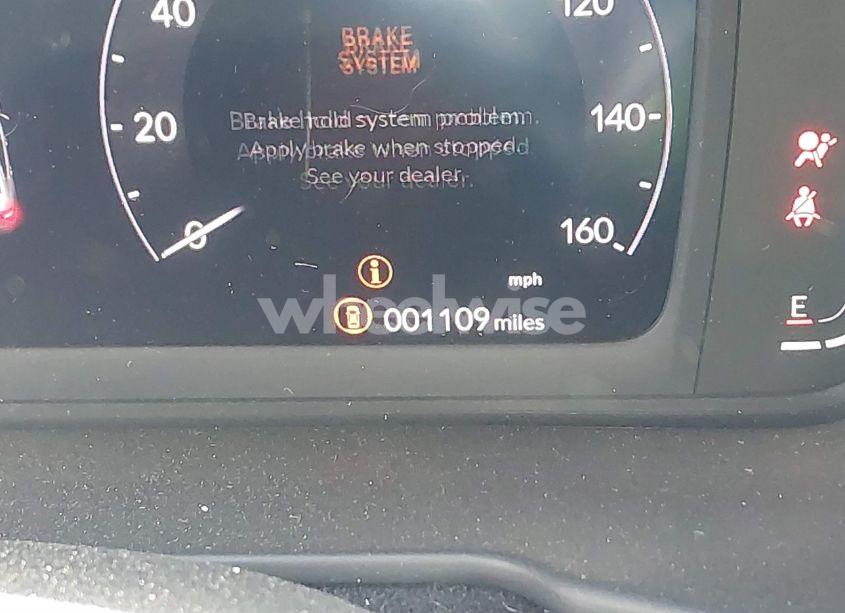 40
120
BRAKE
SYSTEM
20
Brake hold system problem.
140
Apply brake when stopped.
See your dealer.
0
160
i
mph
wheelwise
001109 miles
E